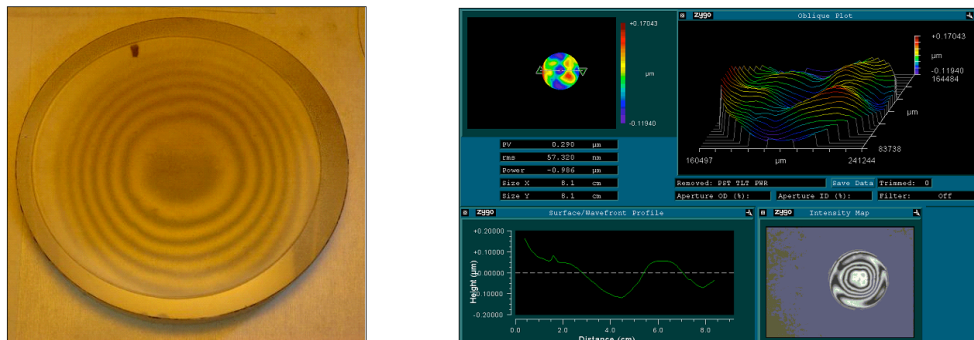 zygo Oblique Plot
+0.17043
µm
-0.11940
+0.17043
µm
-0.11940
164484
µm
83738
160497 µm 241244
PV 0.290 µm
rms 57.320 nm
Power -0.986 µm
Size X 8.1 cm
Size Y 8.1 cm
Removed: PST TLT PWR Save Data Trimmed: 0
Aperture OD (%): Aperture ID (%): Filter: Off
zygo Surface/Wavefront Profile
+0.20000
+0.10000
+0.00000
-0.10000
-0.20000
Height (µm)
0.0 2.0 4.0 6.0 8.0
Distance (cm)
zygo Intensity Map